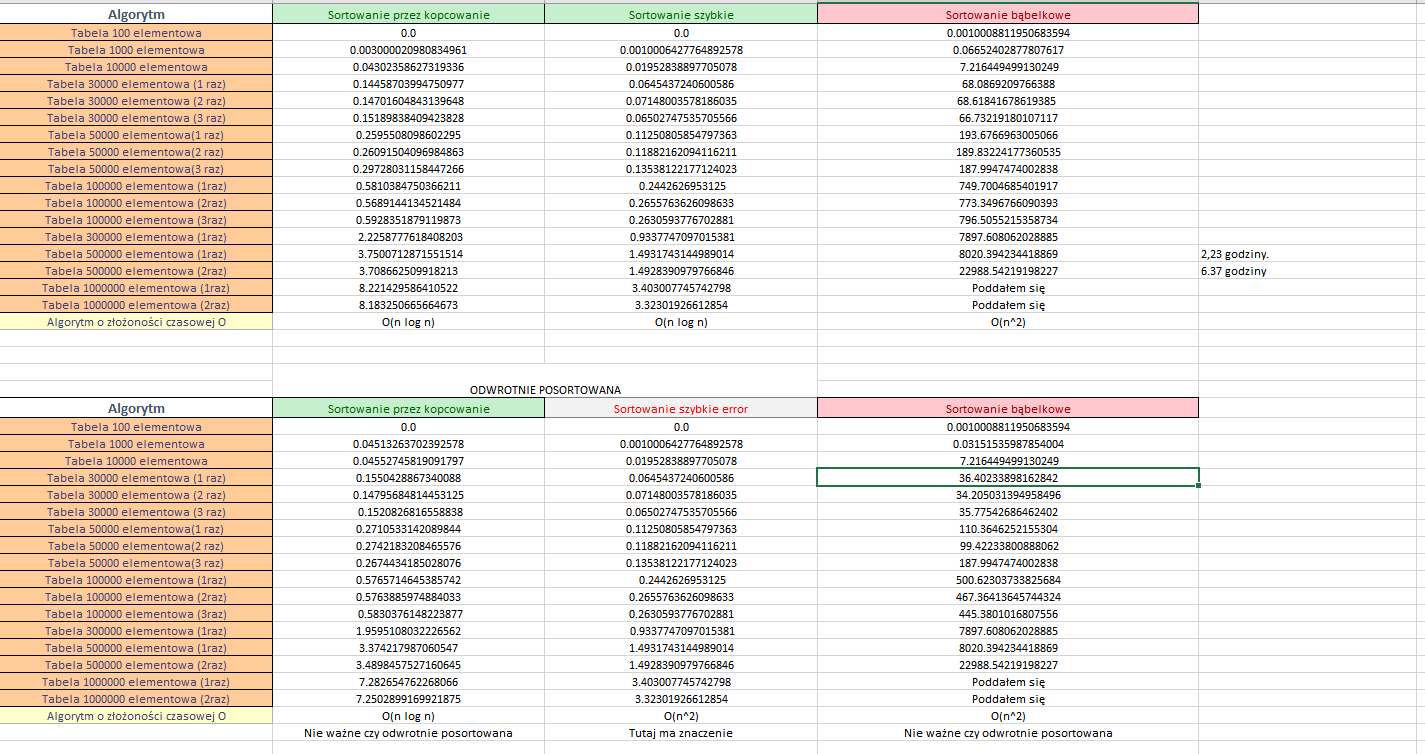 Algorytm Sortowanie przez kopcowanie Sortowanie szybkie Sortowanie bąbelkowe
Tabela 100 elementowa 0.0 0.0 0.0010008811950683594
Tabela 1000 elementowa 0.003000020980834961 0.0010006427764892578 0.06652402877807617
Tabela 10000 elementowa 0.04302358627319336 0.01952838897705078 7.216449499130249
Tabela 30000 elementowa (1 raz) 0.14458703994750977 0.0645437240600586 68.0869209766388
Tabela 30000 elementowa (2 raz) 0.14701604843139648 0.07148003578186035 68.61841678619385
Tabela 30000 elementowa (3 raz) 0.15189838409423828 0.06502747535705566 66.73219180107117
Tabela 50000 elementowa(1 raz) 0.2595508098602295 0.11250805854797363 193.6766963005066
Tabela 50000 elementowa(2 raz) 0.26091504096984863 0.11882162094116211 189.83224177360535
Tabela 50000 elementowa(3 raz) 0.29728031158447266 0.13538122177124023 187.9947474002838
Tabela 100000 elementowa (1raz) 0.5810384750366211 0.2442626953125 749.7004685401917
Tabela 100000 elementowa (2raz) 0.5689144134521484 0.2655763626098633 773.3496766090393
Tabela 100000 elementowa (3raz) 0.5928351879119873 0.2630593776702881 796.5055215358734
Tabela 300000 elementowa (1raz) 2.2258777618408203 0.9337747097015381 7897.608062028885
Tabela 500000 elementowa (1raz) 3.7500712871551514 1.4931743144989014 8020.394234418869 2,23 godziny.
Tabela 500000 elementowa (2raz) 3.708662509918213 1.4928390979766846 22988.54219198227 6.37 godziny
Tabela 1000000 elementowa (1raz) 8.221429586410522 3.403007745742798 Poddałem się
Tabela 1000000 elementowa (2raz) 8.183250665664673 3.32301926612854 Poddałem się
Algorytm o złożoności czasowej O O(n log n) O(n log n) O(n^2)
ODWROTNIE POSORTOWANA
Algorytm Sortowanie przez kopcowanie Sortowanie szybkie error Sortowanie bąbelkowe
Tabela 100 elementowa 0.0 0.0 0.0010008811950683594
Tabela 1000 elementowa 0.04513263702392578 0.0010006427764892578 0.03151535987854004
Tabela 10000 elementowa 0.04552745819091797 0.01952838897705078 7.216449499130249
Tabela 30000 elementowa (1 raz) 0.1550428867340088 0.0645437240600586 36.40233898162842
Tabela 30000 elementowa (2 raz) 0.14795684814453125 0.07148003578186035 34.205031394958496
Tabela 30000 elementowa (3 raz) 0.1520826816558838 0.06502747535705566 35.77542686462402
Tabela 50000 elementowa(1 raz) 0.2710533142089844 0.11250805854797363 110.3646252155304
Tabela 50000 elementowa(2 raz) 0.2742183208465576 0.11882162094116211 99.42233800888062
Tabela 50000 elementowa(3 raz) 0.2674434185028076 0.13538122177124023 187.9947474002838
Tabela 100000 elementowa (1raz) 0.5765714645385742 0.2442626953125 500.62303733825684
Tabela 100000 elementowa (2raz) 0.5763885974884033 0.2655763626098633 467.36413645744324
Tabela 100000 elementowa (3raz) 0.5830376148223877 0.2630593776702881 445.3801016807556
Tabela 300000 elementowa (1raz) 1.9595108032226562 0.9337747097015381 7897.608062028885
Tabela 500000 elementowa (1raz) 3.374217987060547 1.4931743144989014 8020.394234418869
Tabela 500000 elementowa (2raz) 3.4898457527160645 1.4928390979766846 22988.54219198227
Tabela 1000000 elementowa (1raz) 7.282654762268066 3.403007745742798 Poddałem się
Tabela 1000000 elementowa (2raz) 7.2502899169921875 3.32301926612854 Poddałem się
Algorytm o złożoności czasowej O O(n log n) O(n^2) O(n^2)
Nie ważne czy odwrotnie posortowana Tutaj ma znaczenie Nie ważne czy odwrotnie posortowana